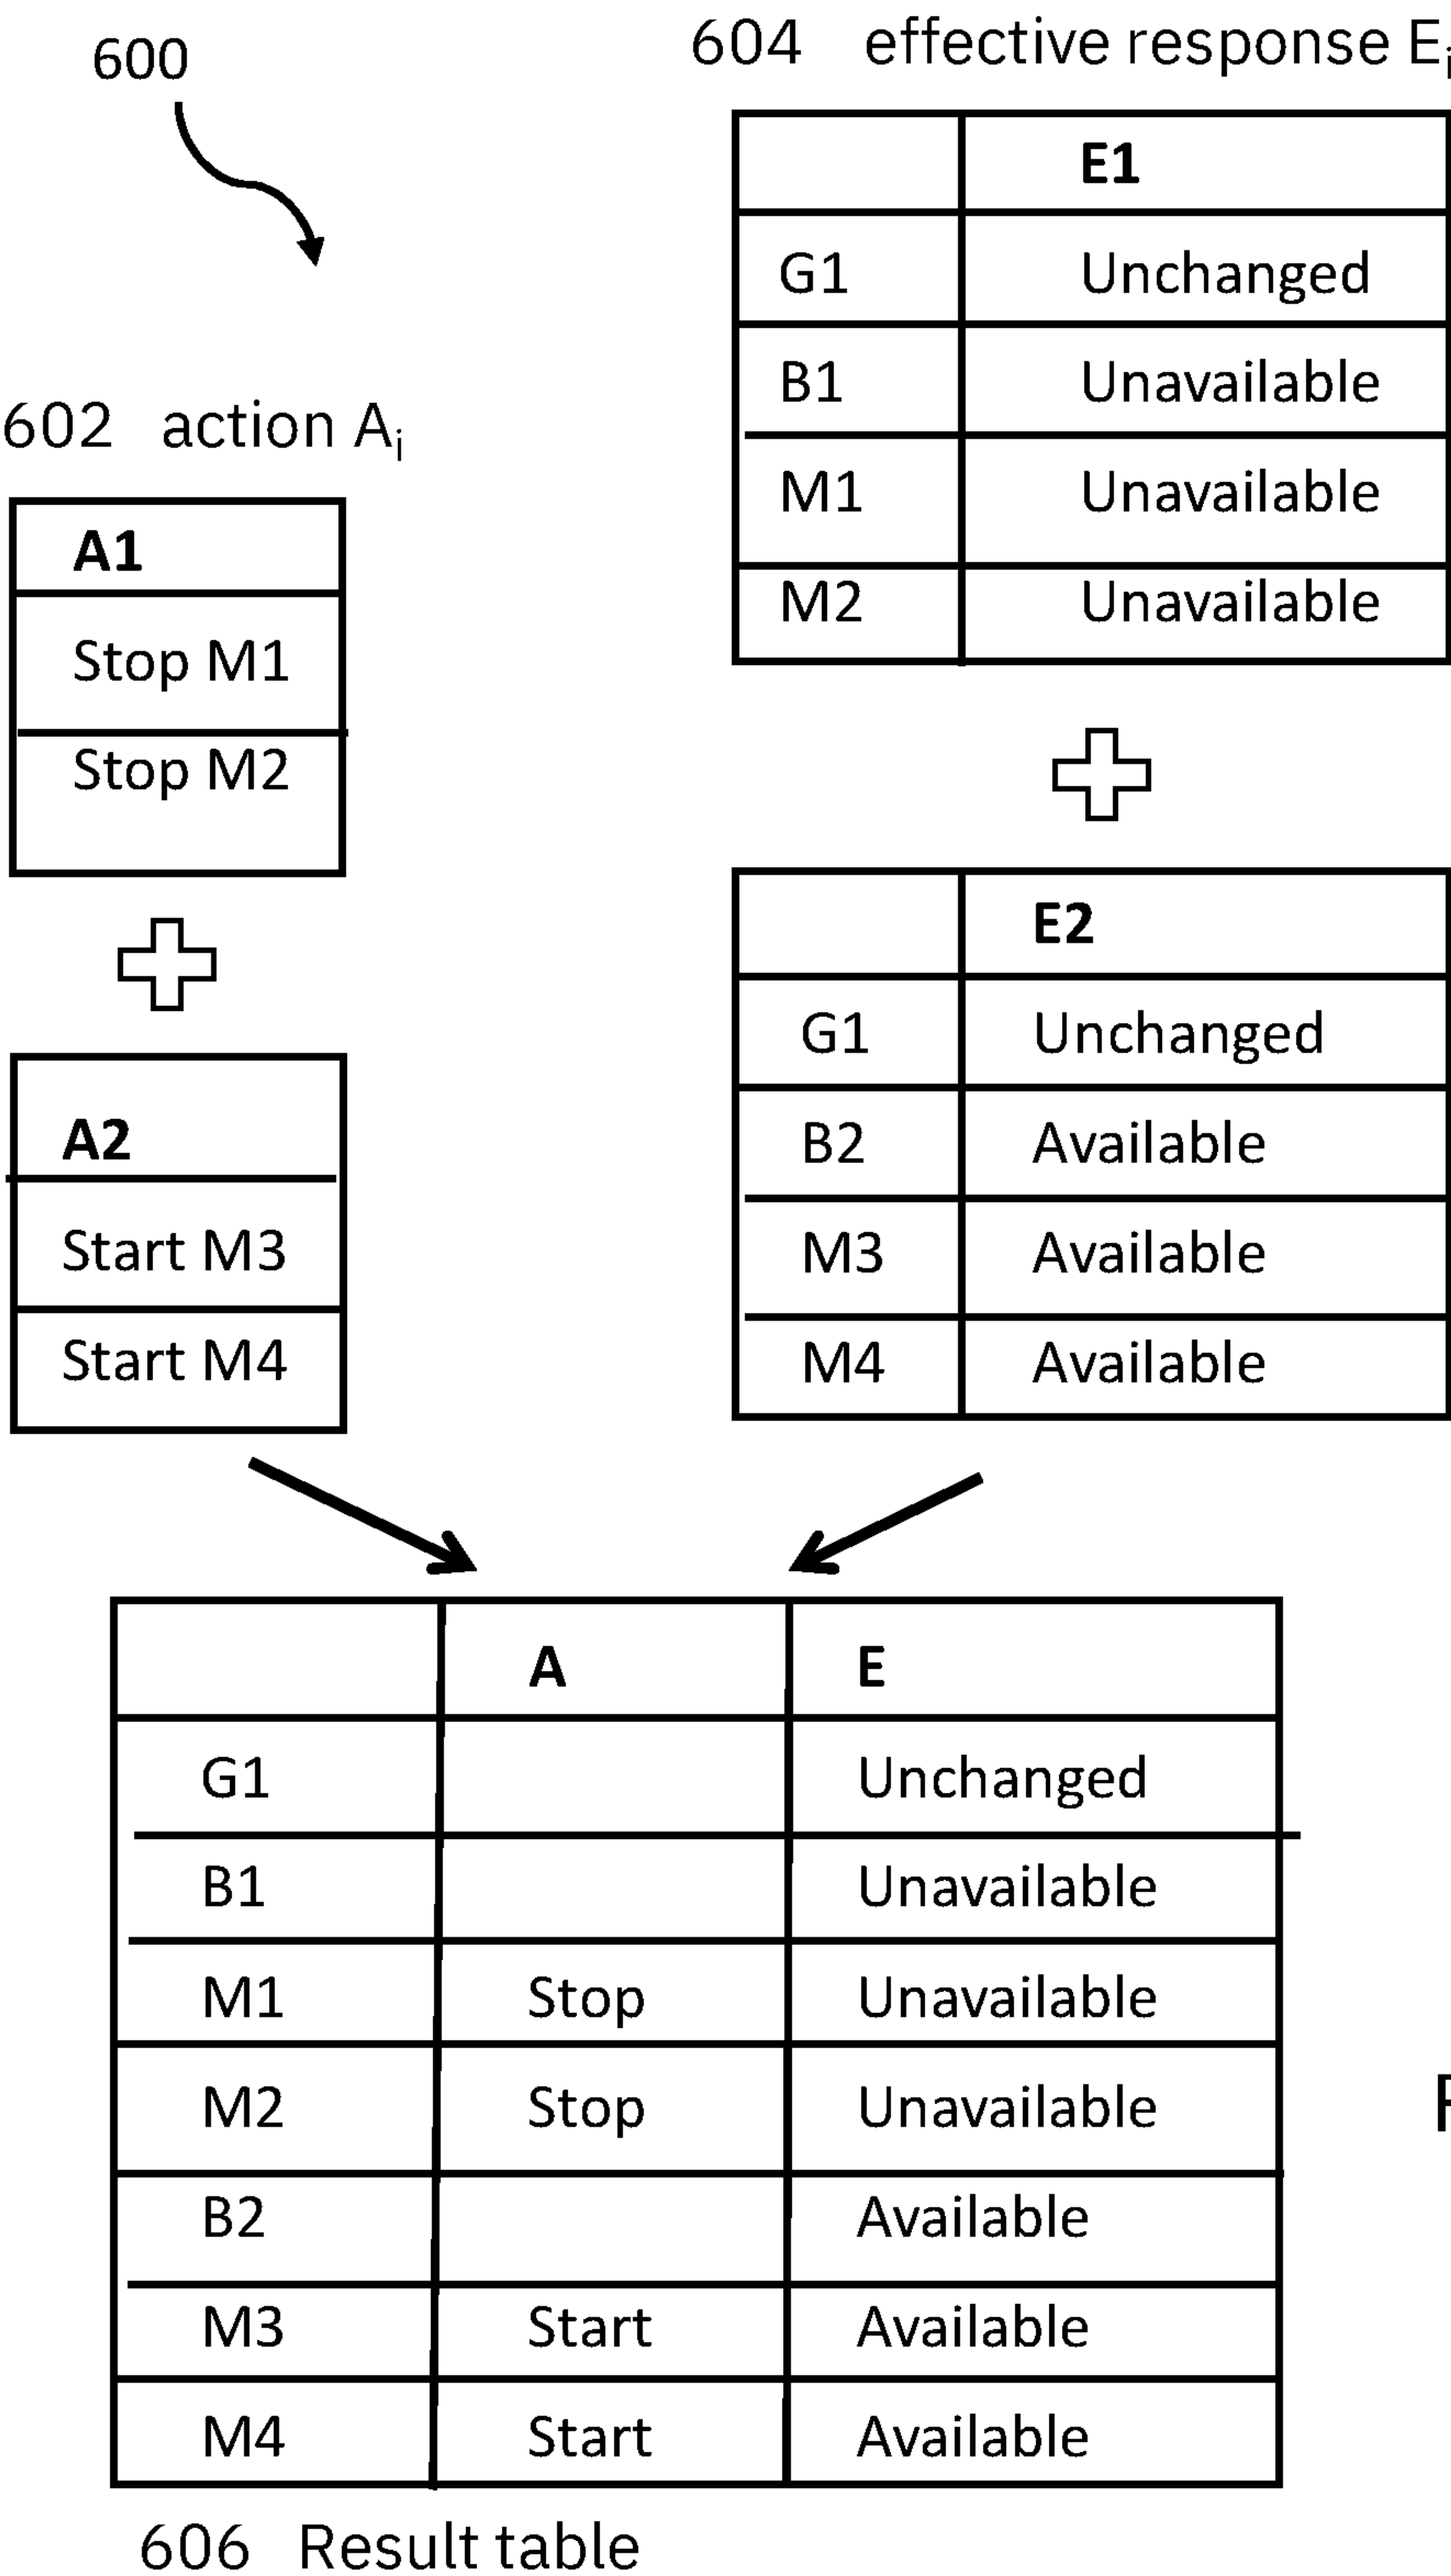 600
604 effective response Ei
E1
G1 Unchanged
B1 Unavailable
M1 Unavailable
M2 Unavailable
602 action Ai
A1
Stop M1
Stop M2
A2
Start M3
Start M4
E2
G1 Unchanged
B2 Available
M3 Available
M4 Available
A E
G1 Unchanged
B1 Unavailable
M1 Stop Unavailable
M2 Stop Unavailable
B2 Available
M3 Start Available
M4 Start Available
606 Result table